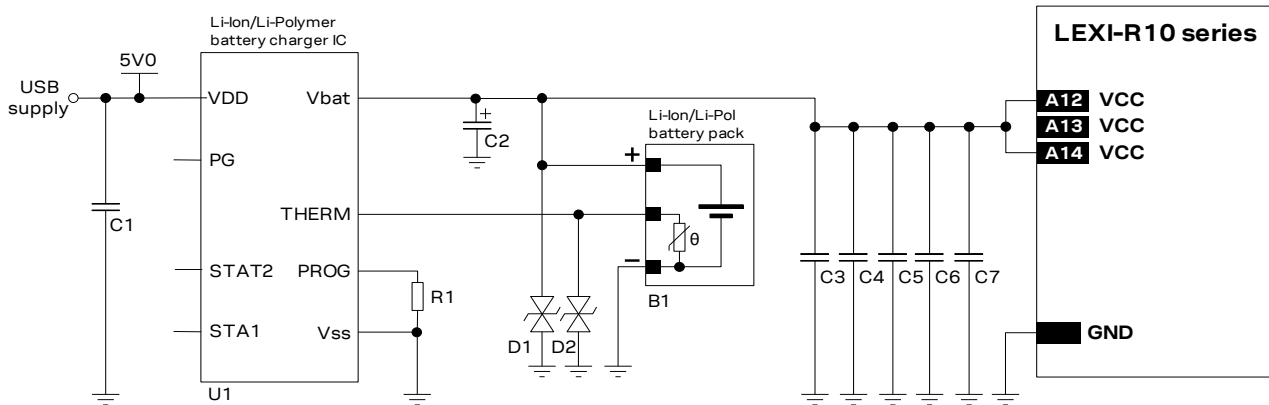 Li-Ion/Li-Polymer
battery charger IC
LEXI-R10 series
5V0
USB
supply
VDD
Vbat
A12 VCC
A13 VCC
A14 VCC
Li-Ion/Li-Pol
battery pack
+
C2
+
PG
THERM
C1
θ
–
STAT2
PROG
C3
C4
C5
C6
C7
R1
B1
STA1
Vss
D1
D2
GND
U1